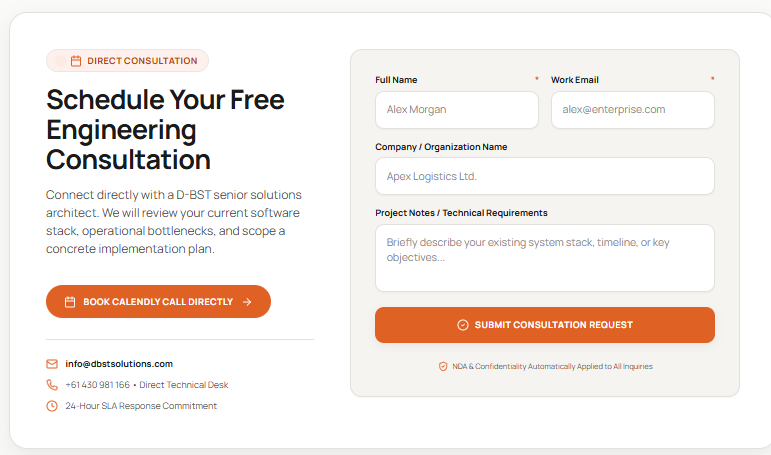 DIRECT CONSULTATION
Schedule Your Free
Engineering
Consultation
Connect directly with a D-BST senior solutions
architect. We will review your current software
stack, operational bottlenecks, and scope a
concrete implementation plan.
BOOK CALENDLY CALL DIRECTLY →
info@dbstsolutions.com
+61 430 981 166 • Direct Technical Desk
24-Hour SLA Response Commitment
Full Name *
Alex Morgan
Work Email *
alex@enterprise.com
Company / Organization Name
Apex Logistics Ltd.
Project Notes / Technical Requirements
Briefly describe your existing system stack, timeline, or key
objectives...
SUBMIT CONSULTATION REQUEST
NDA & Confidentiality Automatically Applied to All Inquiries